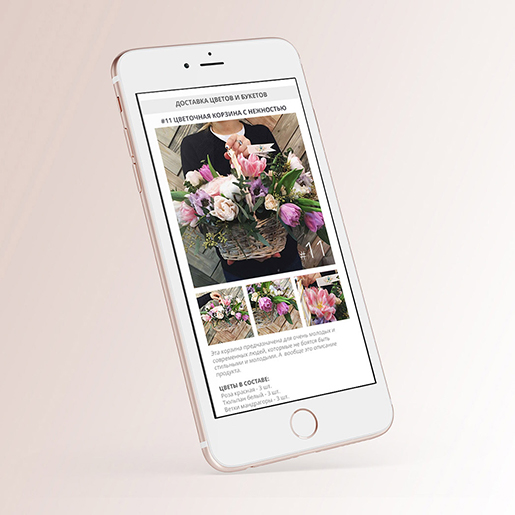 ДОСТАВКА ЦВЕТОВ И БУКЕТОВ
#11 ЦВЕТОЧНАЯ КОРЗИНА С НЕЖНОСТЬЮ
#11
Эта корзина предназначена для очень молодых и
современных людей, котормые не боятся быть
стильными и молодыми. А вообще это описание
продукта.
ЦВЕТЫ В СОСТАВЕ:
Роза красная - 3 шт.
Тюльпан белый - 3 шт.
Ветки мандрагоры - 3 шт.